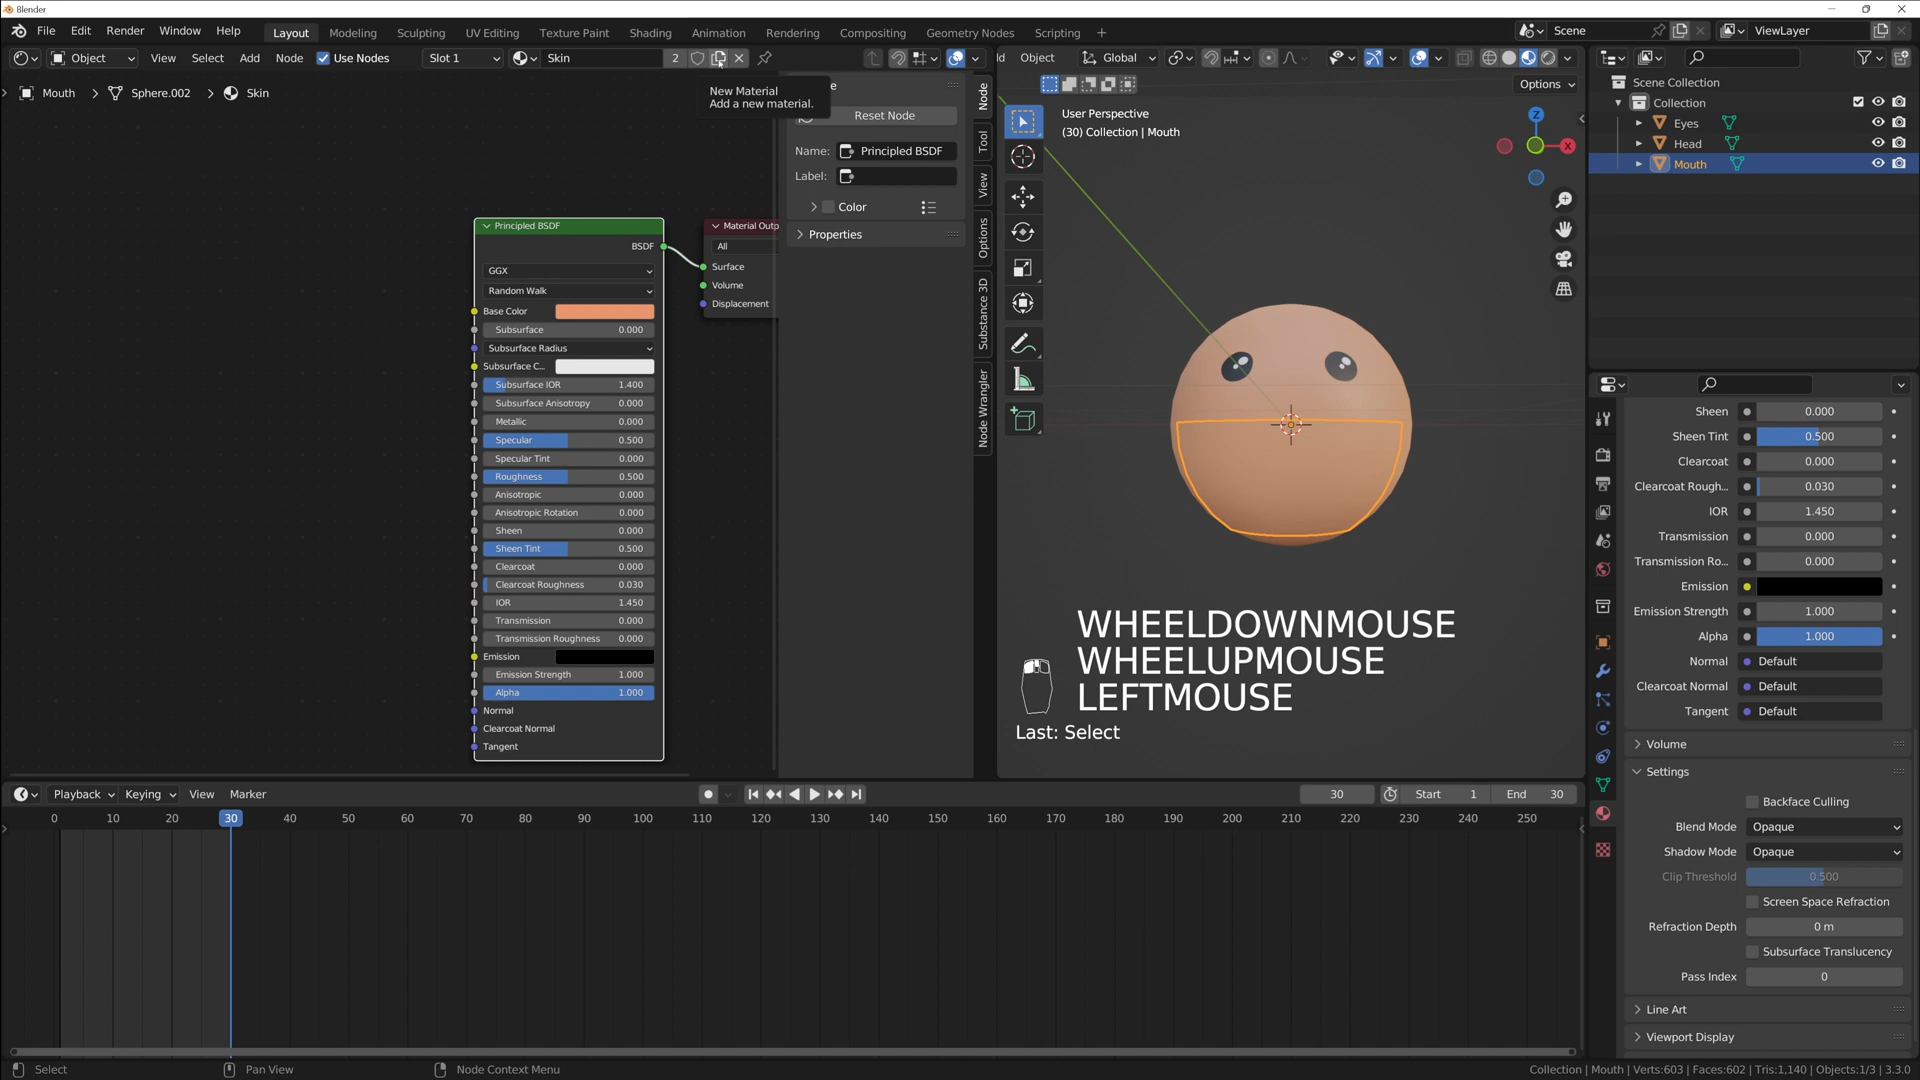 Blender
File Edit Render Window Help
Layout Modeling Sculpting UV Editing Texture Paint Shading Animation Rendering Compositing Geometry Nodes Scripting +
Scene
ViewLayer
Object View Select Add Node Use Nodes Slot 1 Skin 2
Object Global
Mouth > Sphere.002 > Skin
New Material
Add a new material.
Options
Reset Node
Name: Principled BSDF
Label:
Color
Properties
Node
Tool
View
Options
Substance 3D
Node Wrangler
Principled BSDF
BSDF
GGX
Random Walk
Base Color
Subsurface 0.000
Subsurface Radius
Subsurface C...
Subsurface IOR 1.400
Subsurface Anisotropy 0.000
Metallic 0.000
Specular 0.500
Specular Tint 0.000
Roughness 0.500
Anisotropic 0.000
Anisotropic Rotation 0.000
Sheen 0.000
Sheen Tint 0.500
Clearcoat 0.000
Clearcoat Roughness 0.030
IOR 1.450
Transmission 0.000
Transmission Roughness 0.000
Emission
Emission Strength 1.000
Alpha 1.000
Normal
Clearcoat Normal
Tangent
Material Outp
All
Surface
Volume
Displacement
User Perspective
(30) Collection | Mouth
Z
X
WHEELDOWNMOUSE
WHEELUPMOUSE
LEFTMOUSE
Last: Select
Scene Collection
Collection
Eyes
Head
Mouth
Sheen 0.000
Sheen Tint 0.500
Clearcoat 0.000
Clearcoat Rough... 0.030
IOR 1.450
Transmission 0.000
Transmission Ro... 0.000
Emission
Emission Strength 1.000
Alpha 1.000
Normal Default
Clearcoat Normal Default
Tangent Default
Volume
Settings
Backface Culling
Blend Mode Opaque
Shadow Mode Opaque
Clip Threshold 0.500
Screen Space Refraction
Refraction Depth 0 m
Subsurface Translucency
Pass Index 0
Line Art
Viewport Display
Playback Keying View Marker
30 Start 1 End 30
0 10 20 30 40 50 60 70 80 90 100 110 120 130 140 150 160 170 180 190 200 210 220 230 240 250
Select Pan View Node Context Menu
Collection | Mouth | Verts:603 | Faces:602 | Tris:1,140 | Objects:1/3 | 3.3.0